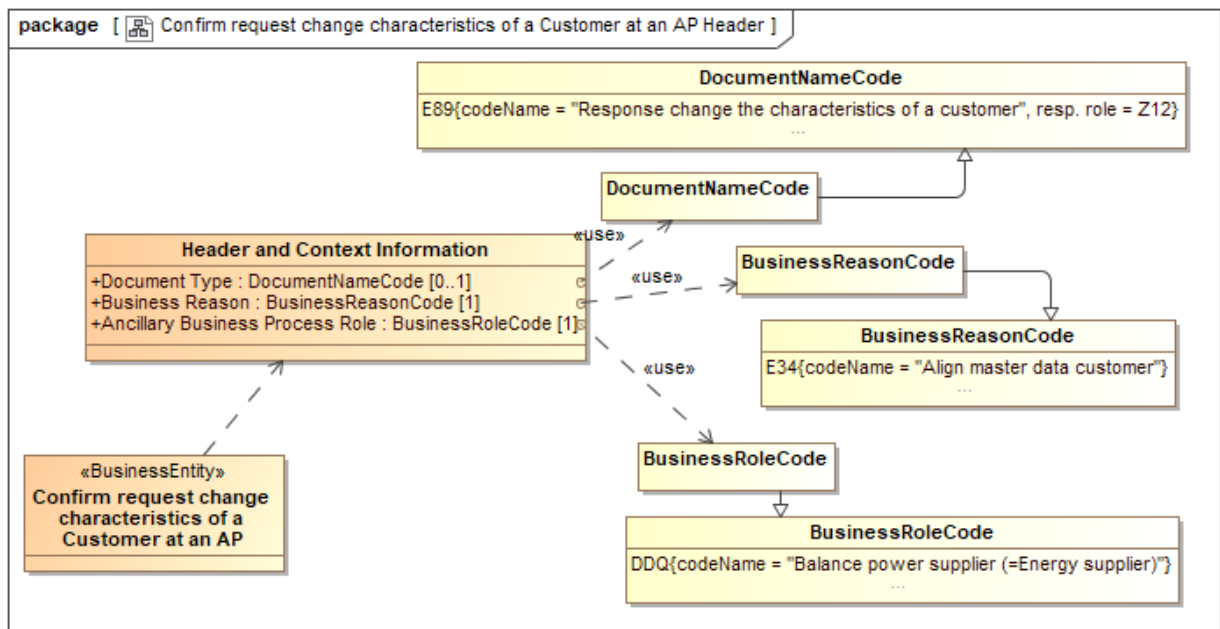 package [ Confirm request change characteristics of a Customer at an AP Header ]
DocumentNameCode
E89{codeName = "Response change the characteristics of a customer", resp. role = Z12}
...
DocumentNameCode
«use»
Header and Context Information
+Document Type : DocumentNameCode [0..1]
+Business Reason : BusinessReasonCode [1]
+Ancillary Business Process Role : BusinessRoleCode [1]
«use»
BusinessReasonCode
BusinessReasonCode
E34{codeName = "Align master data customer"}
...
«use»
BusinessRoleCode
«BusinessEntity»
Confirm request change
characteristics of a
Customer at an AP
BusinessRoleCode
DDQ{codeName = "Balance power supplier (=Energy supplier)"}
...